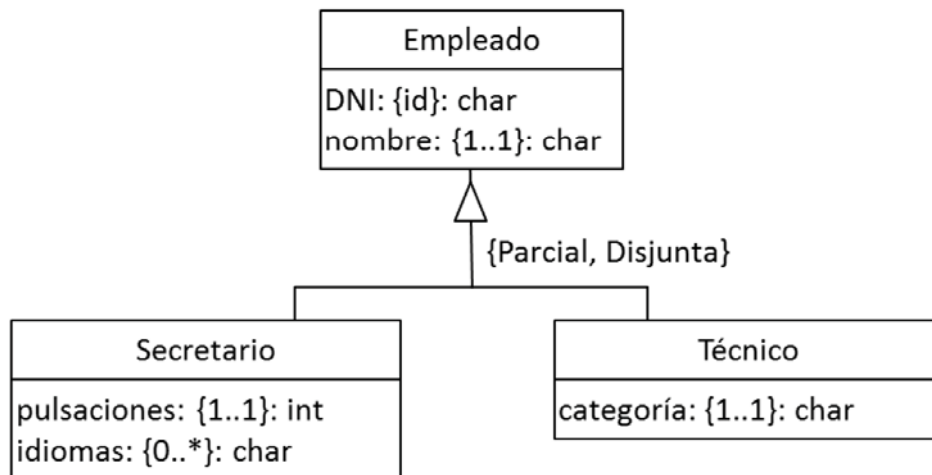 Empleado
DNI: {id}: char
nombre: {1..1}: char
{Parcial, Disjunta}
Secretario
pulsaciones: {1..1}: int
idiomas: {0..*}: char
Técnico
categoría: {1..1}: char